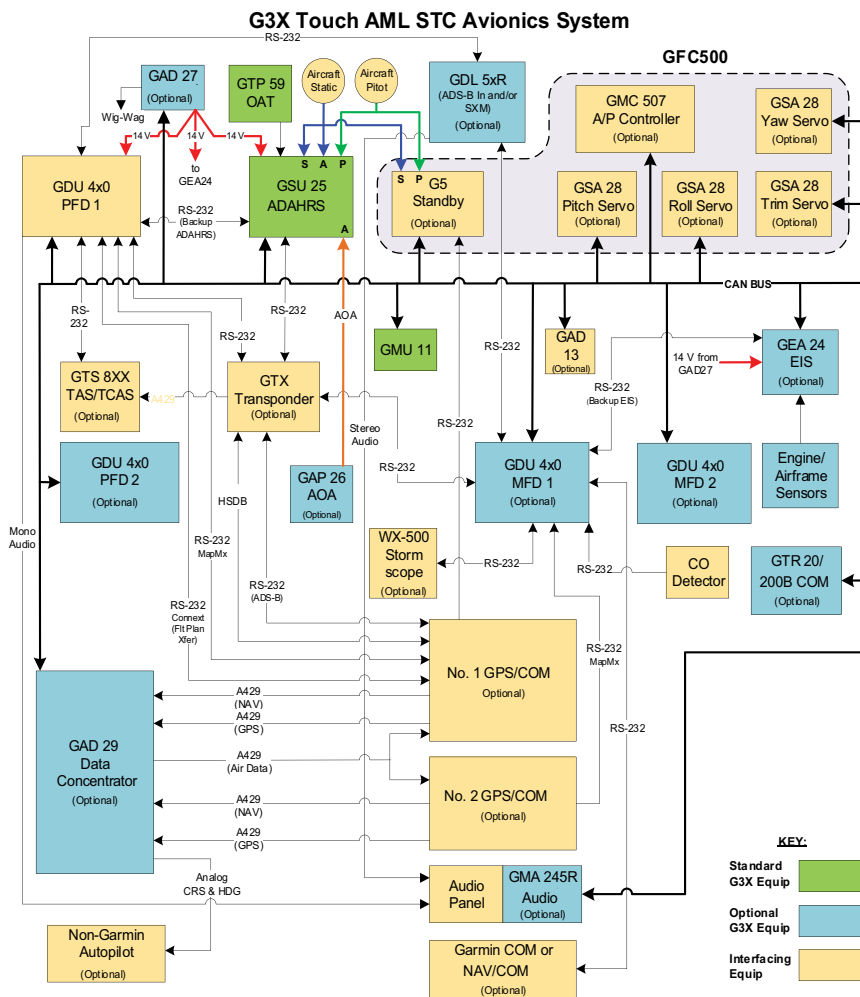 G3X Touch AML STC Avionics System
RS-232
GFC500
GAD 27
(Optional)
Wig-Wag
GTP 59
OAT
Aircraft
Static
Aircraft
Pitot
GDL 5xR
(ADS-B In and/or
SXM)
(Optional)
GMC 507
A/P Controller
(Optional)
GSA 28
Yaw Servo
(Optional)
14 V
14 V
14 V
to
GEA24
GDU 4x0
PFD 1
RS-232
(Backup
ADAHRS)
S
A
P
GSU 25
ADAHRS
A
S
P
G5
Standby
(Optional)
GSA 28
Pitch Servo
(Optional)
GSA 28
Roll Servo
(Optional)
GSA 28
Trim Servo
(Optional)
CAN BUS
RS-
232
RS-232
RS-232
AOA
GMU 11
RS-232
GAD
13
(Optional)
14 V from
GAD27
GEA 24
EIS
(Optional)
GTS 8XX
TAS/TCAS
(Optional)
A429
GTX
Transponder
(Optional)
Stereo
Audio
RS-232
RS-232
(Backup EIS)
GDU 4x0
PFD 2
(Optional)
HSDB
GAP 26
AOA
(Optional)
RS-232
GDU 4x0
MFD 1
(Optional)
GDU 4x0
MFD 2
(Optional)
Engine/
Airframe
Sensors
Mono
Audio
RS-232
MapMx
RS-232
(ADS-B)
WX-500
Storm
scope
(Optional)
RS-232
RS-232
CO
Detector
GTR 20/
200B COM
(Optional)
RS-232
Connext
(Flt Plan
Xfer)
RS-232
MapMx
No. 1 GPS/COM
(Optional)
A429
(NAV)
A429
(GPS)
RS-232
GAD 29
Data
Concentrator
(Optional)
A429
(Air Data)
No. 2 GPS/COM
(Optional)
A429
(NAV)
A429
(GPS)
Analog
CRS & HDG
Audio
Panel
GMA 245R
Audio
(Optional)
Non-Garmin
Autopilot
(Optional)
Garmin COM or
NAV/COM
(Optional)
KEY:
Standard
G3X Equip
Optional
G3X Equip
Interfacing
Equip